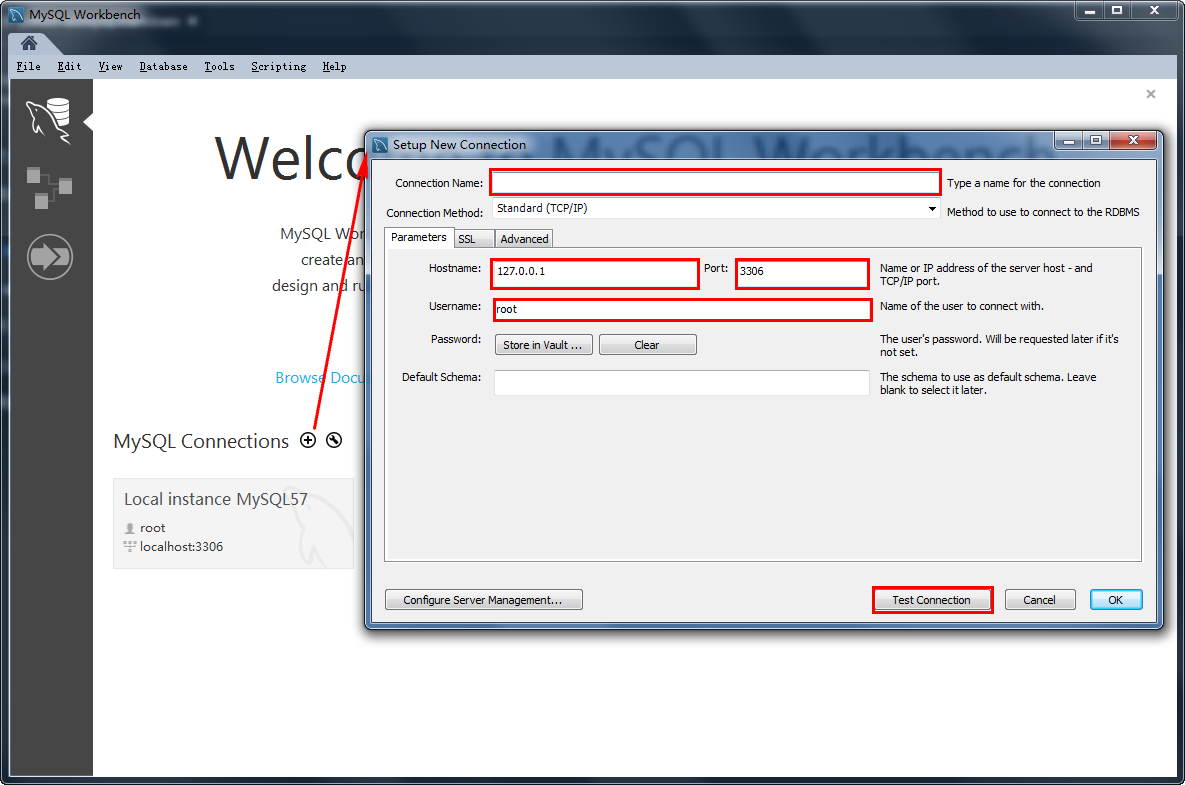 MySQL Workbench
File Edit View Database Tools Scripting Help
Welco
MySQL Wor
create an
design and ru
Browse Docu
MySQL Connections
Local instance MySQL57
root
localhost:3306
Setup New Connection
Connection Name: Type a name for the connection
Connection Method: Standard (TCP/IP) Method to use to connect to the RDBMS
Parameters SSL Advanced
Hostname: 127.0.0.1 Port: 3306 Name or IP address of the server host - and
TCP/IP port.
Username: root Name of the user to connect with.
Password: Store in Vault ... Clear The user's password. Will be requested later if it's
not set.
Default Schema: The schema to use as default schema. Leave
blank to select it later.
Configure Server Management... Test Connection Cancel OK